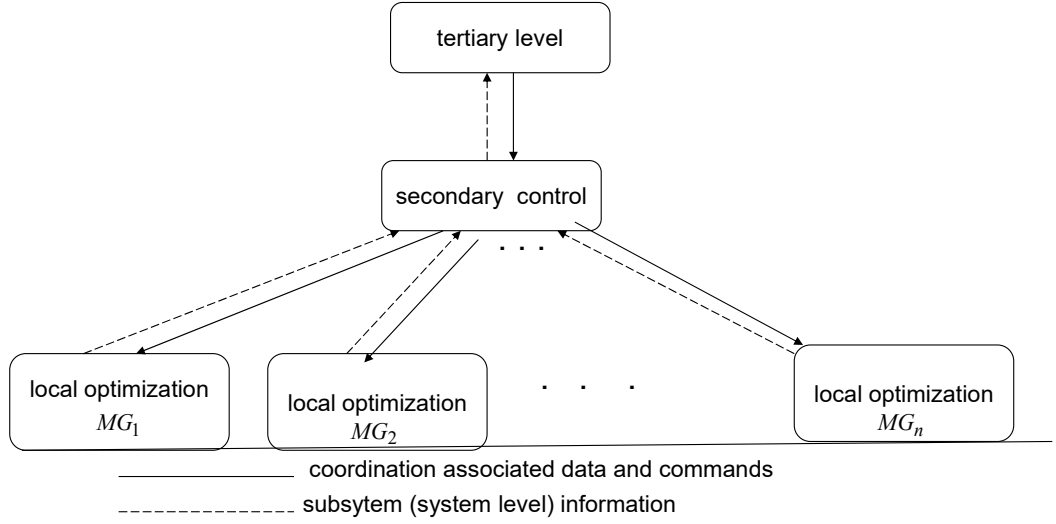 tertiary level
secondary control
. . .
local optimization
MG₁
local optimization
MG₂
. . .
local optimization
MGₙ
coordination associated data and commands
subsytem (system level) information